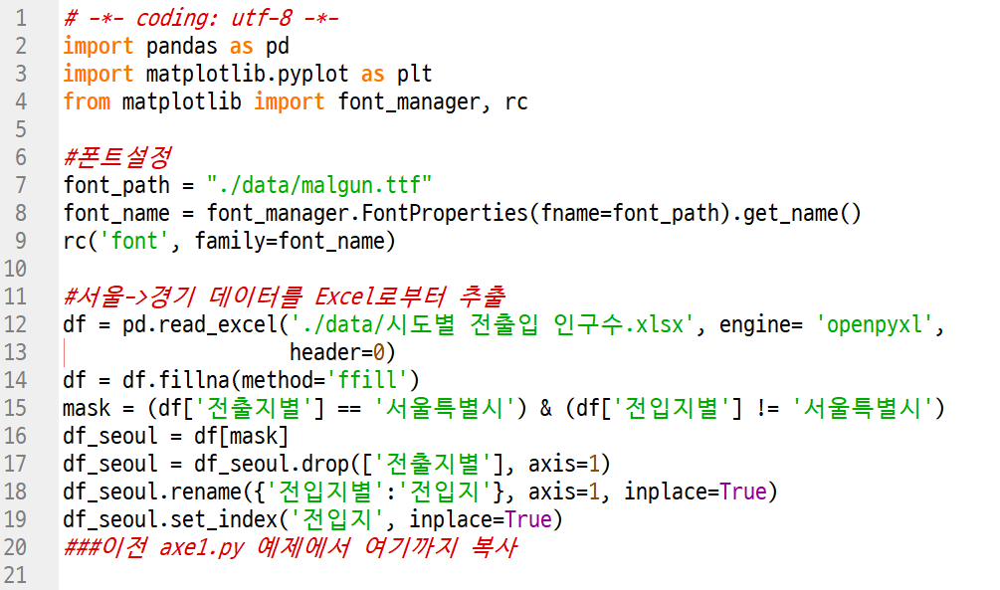 1 # -*- coding: utf-8 -*-
2 import pandas as pd
3 import matplotlib.pyplot as plt
4 from matplotlib import font_manager, rc
5
6 #폰트설정
7 font_path = "./data/malgun.ttf"
8 font_name = font_manager.FontProperties(fname=font_path).get_name()
9 rc('font', family=font_name)
10
11 #서울->경기 데이터를 Excel로부터 추출
12 df = pd.read_excel('./data/시도별 전출입 인구수.xlsx', engine= 'openpyxl',
13                    header=0)
14 df = df.fillna(method='ffill')
15 mask = (df['전출지별'] == '서울특별시') & (df['전입지별'] != '서울특별시')
16 df_seoul = df[mask]
17 df_seoul = df_seoul.drop(['전출지별'], axis=1)
18 df_seoul.rename({'전입지별':'전입지'}, axis=1, inplace=True)
19 df_seoul.set_index('전입지', inplace=True)
20 ###이전 axe1.py 예제에서 여기까지 복사
21